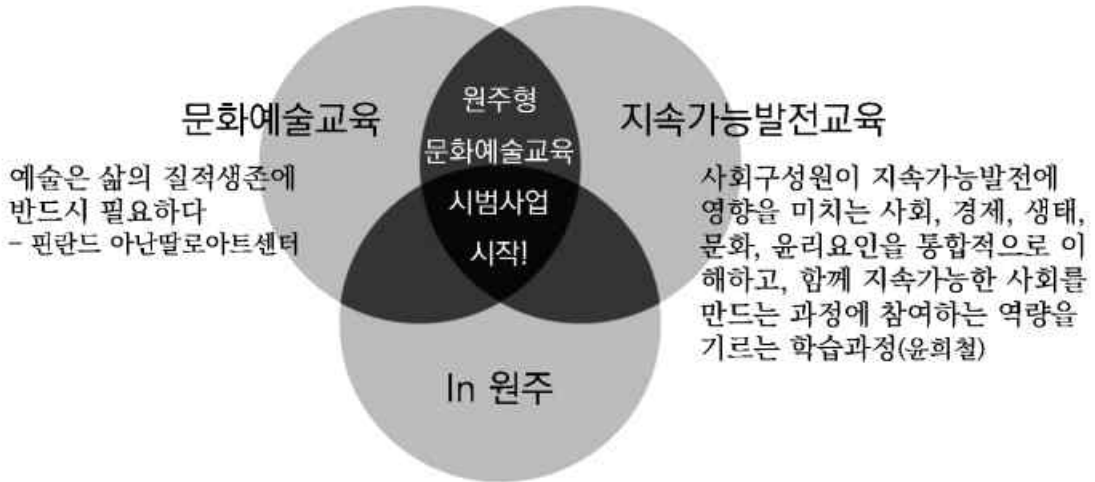 원주형
문화예술교육
시범사업
시작!
문화예술교육
예술은 삶의 질적생존에
반드시 필요하다
- 핀란드 아난딸로아트센터
지속가능발전교육
사회구성원이 지속가능발전에
영향을 미치는 사회, 경제, 생태,
문화, 윤리요인을 통합적으로 이
해하고, 함께 지속가능한 사회를
만드는 과정에 참여하는 역량을
기르는 학습과정(윤희철)
In 원주